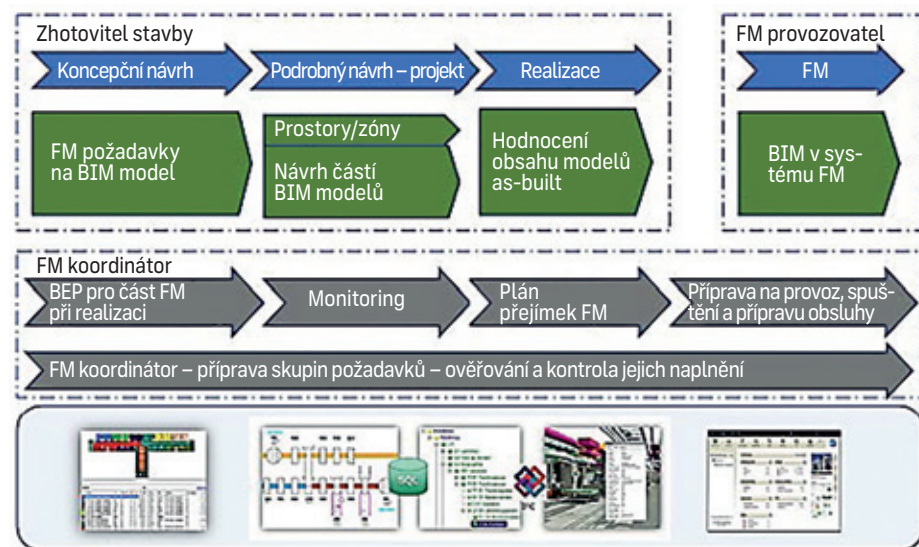 Zhotovitel stavby
FM provozovatel
Koncepční návrh
Podrobný návrh – projekt
Realizace
FM
FM požadavky
na BIM model
Prostory/zóny
Návrh částí
BIM modelů
Hodnocení
obsahu modelů
as-built
BIM v sys-
tému FM
FM koordinátor
BEP pro část FM
při realizaci
Monitoring
Plán
přejímek FM
Příprava na provoz, spuš-
tění a přípravu obsluhy
FM koordinátor – příprava skupin požadavků – ověřování a kontrola jejich naplnění
SQL